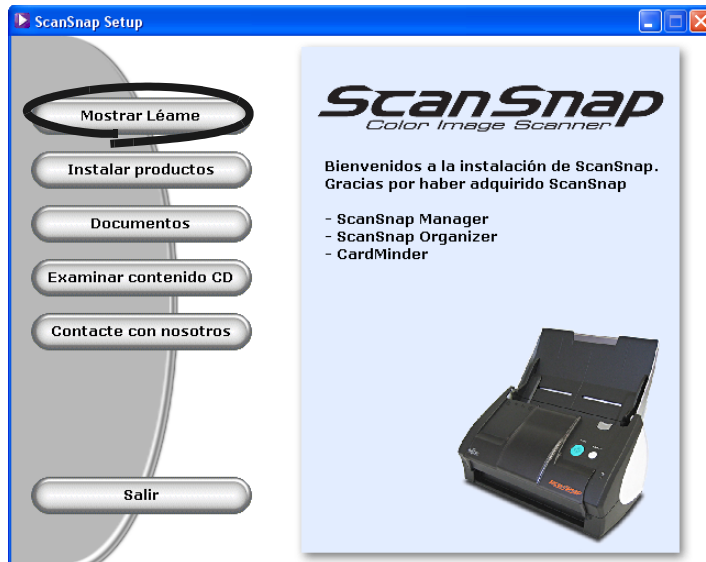 ScanSnap Setup
Mostrar Léame
Instalar productos
Documentos
Examinar contenido CD
Contacte con nosotros
Salir
ScanSnap
Color Image Scanner
Bienvenidos a la instalación de ScanSnap.
Gracias por haber adquirido ScanSnap
- ScanSnap Manager
- ScanSnap Organizer
- CardMinder
ScanSnap